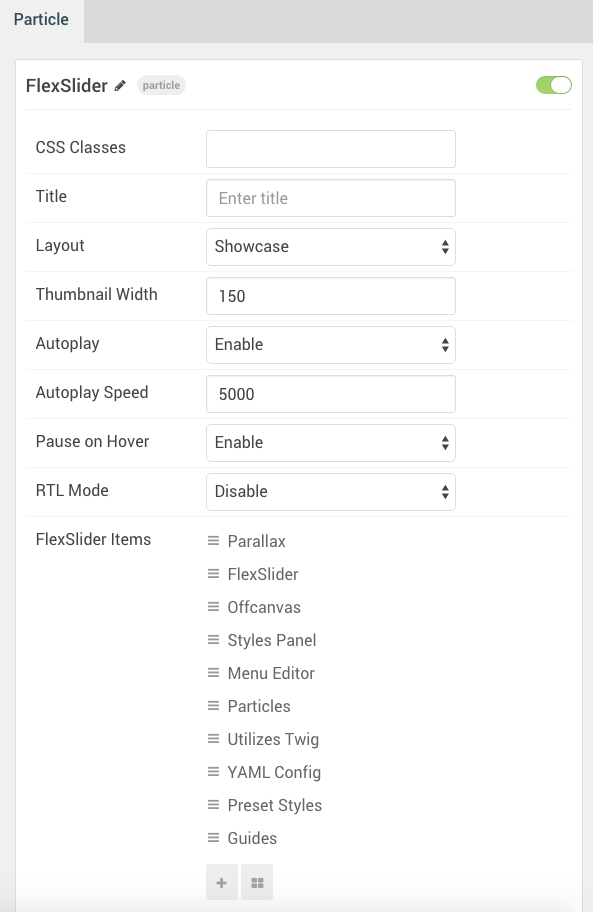 Particle
FlexSlider particle
CSS Classes
Title Enter title
Layout Showcase
Thumbnail Width 150
Autoplay Enable
Autoplay Speed 5000
Pause on Hover Enable
RTL Mode Disable
FlexSlider Items Parallax
FlexSlider
Offcanvas
Styles Panel
Menu Editor
Particles
Utilizes Twig
YAML Config
Preset Styles
Guides